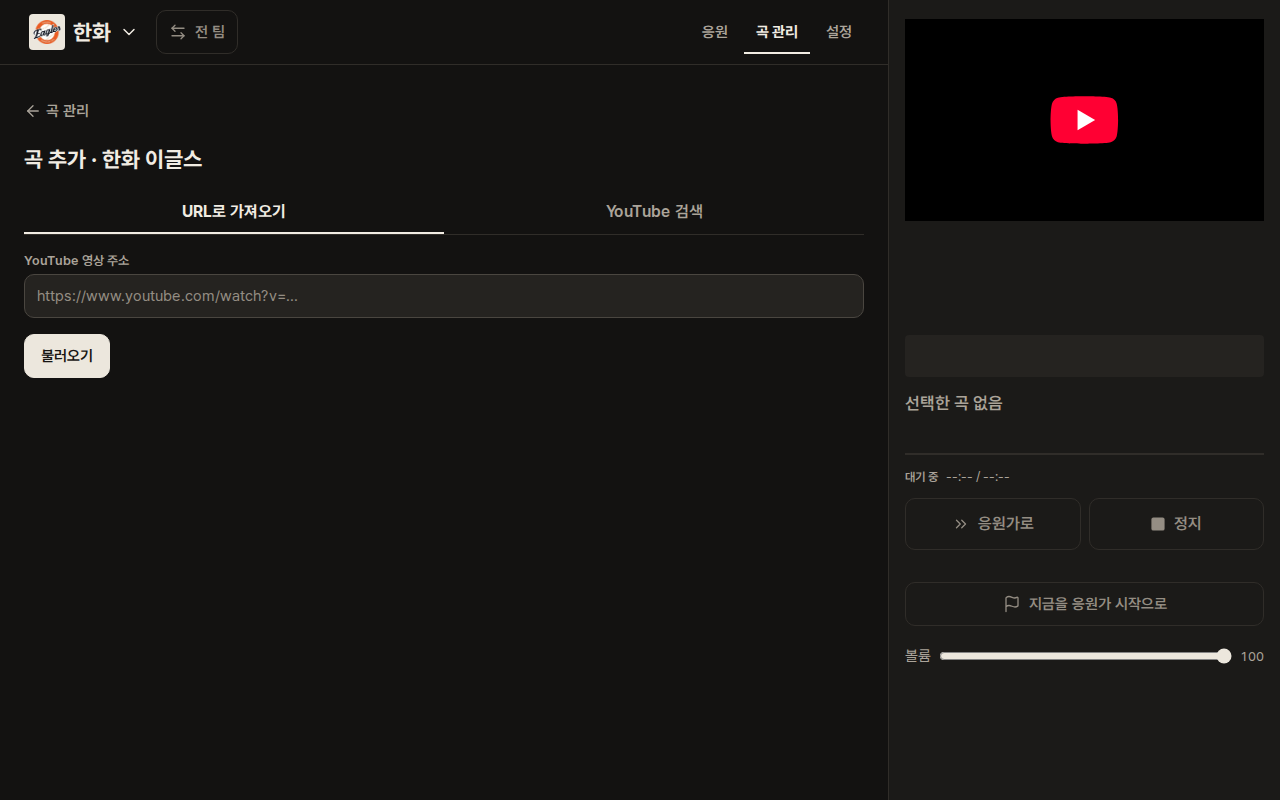 Eagles
한화
전 팀
응원
곡 관리
설정
곡 관리
곡 추가 · 한화 이글스
URL로 가져오기
YouTube 검색
YouTube 영상 주소
https://www.youtube.com/watch?v=...
불러오기
선택한 곡 없음
대기 중 --:-- / --:--
응원가로
정지
지금을 응원가 시작으로
볼륨
100